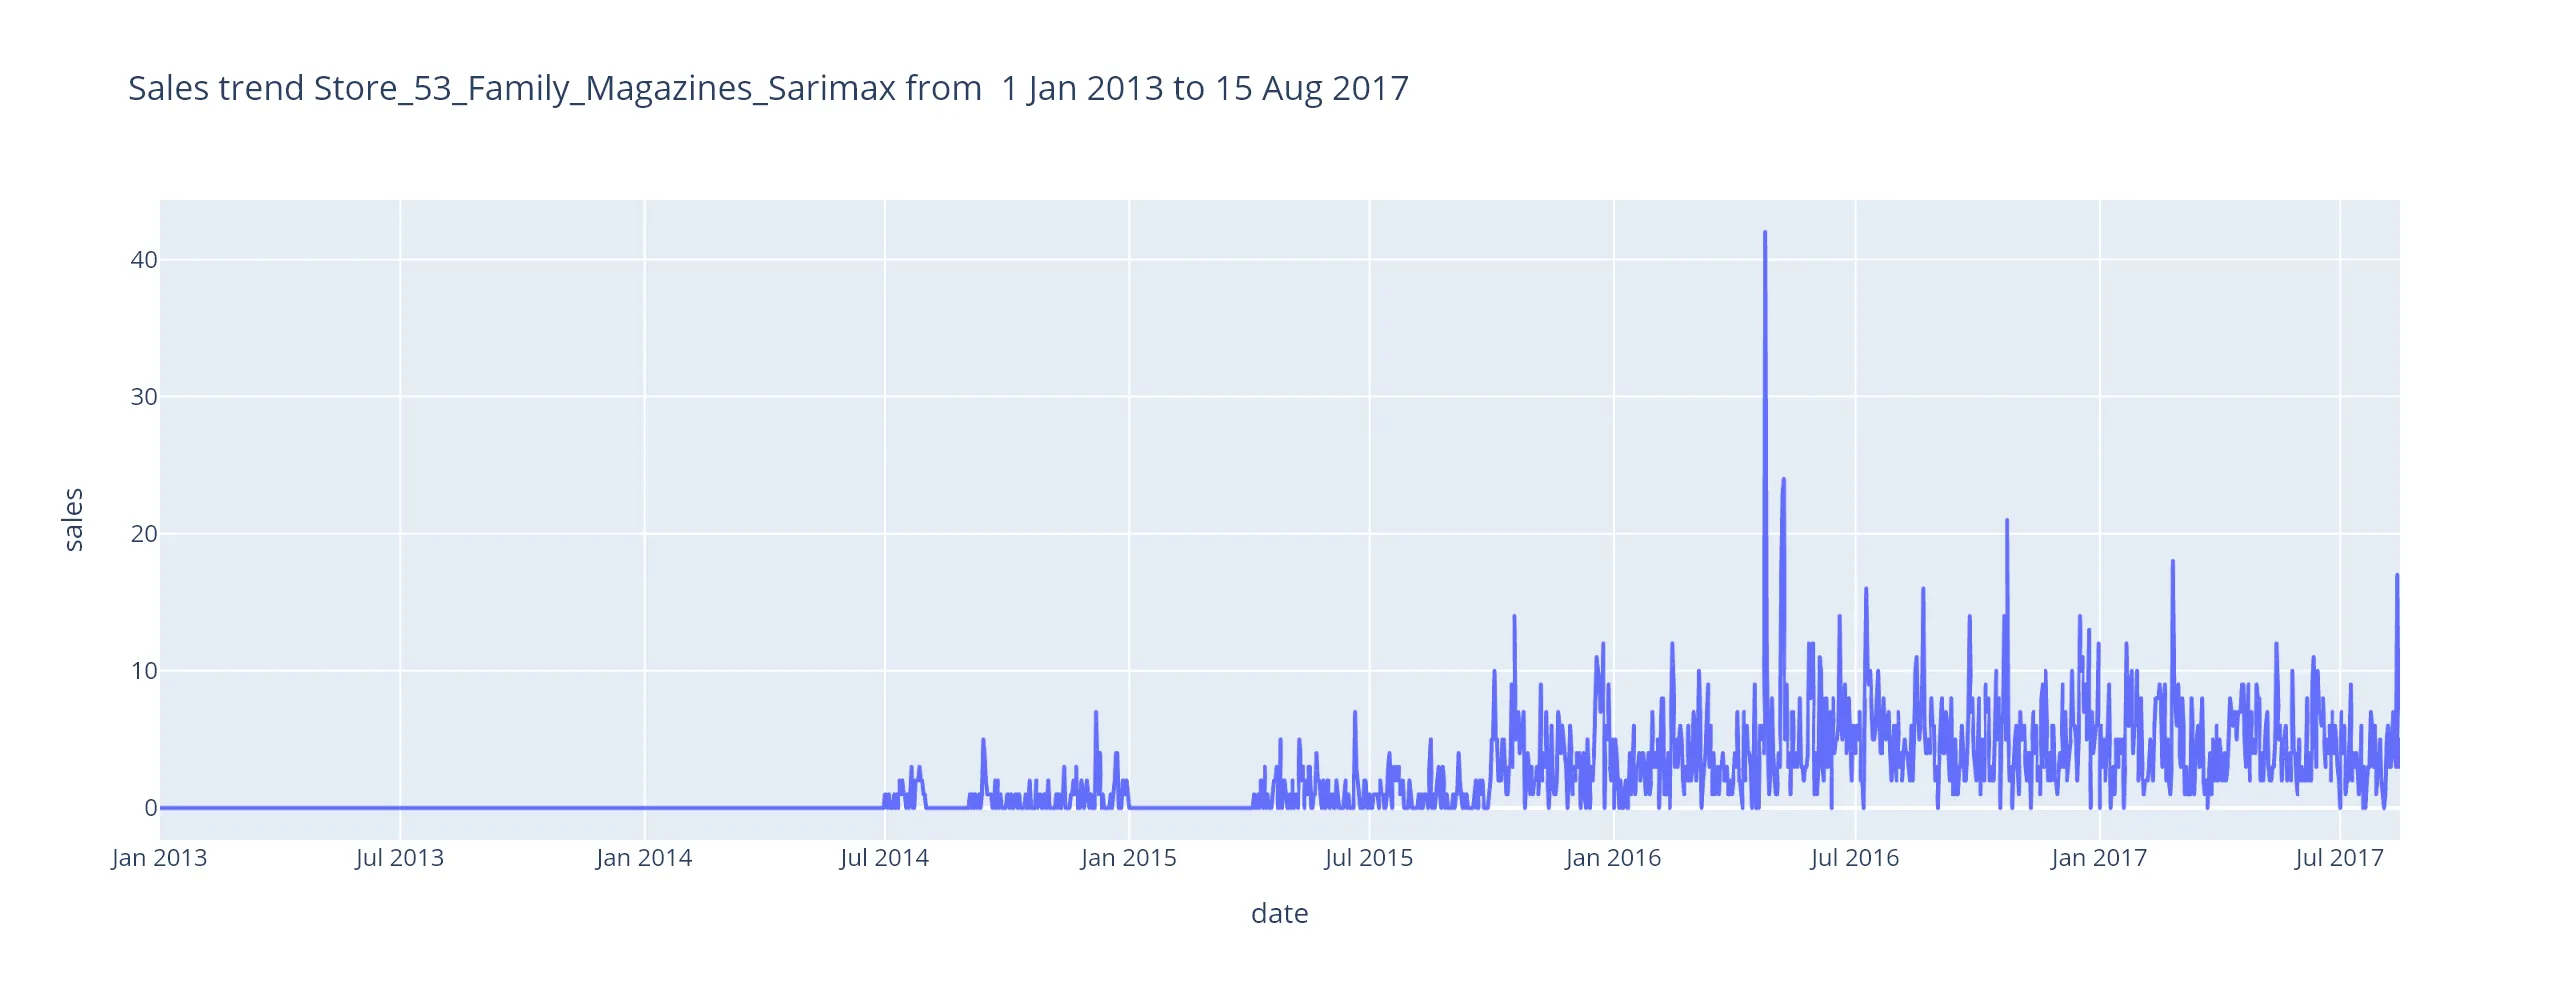 Sales trend Store_53_Family_Magazines_Sarimax from  1 Jan 2013 to 15 Aug 2017
sales
40
30
20
10
0
Jan 2013 Jul 2013 Jan 2014 Jul 2014 Jan 2015 Jul 2015 Jan 2016 Jul 2016 Jan 2017 Jul 2017
date